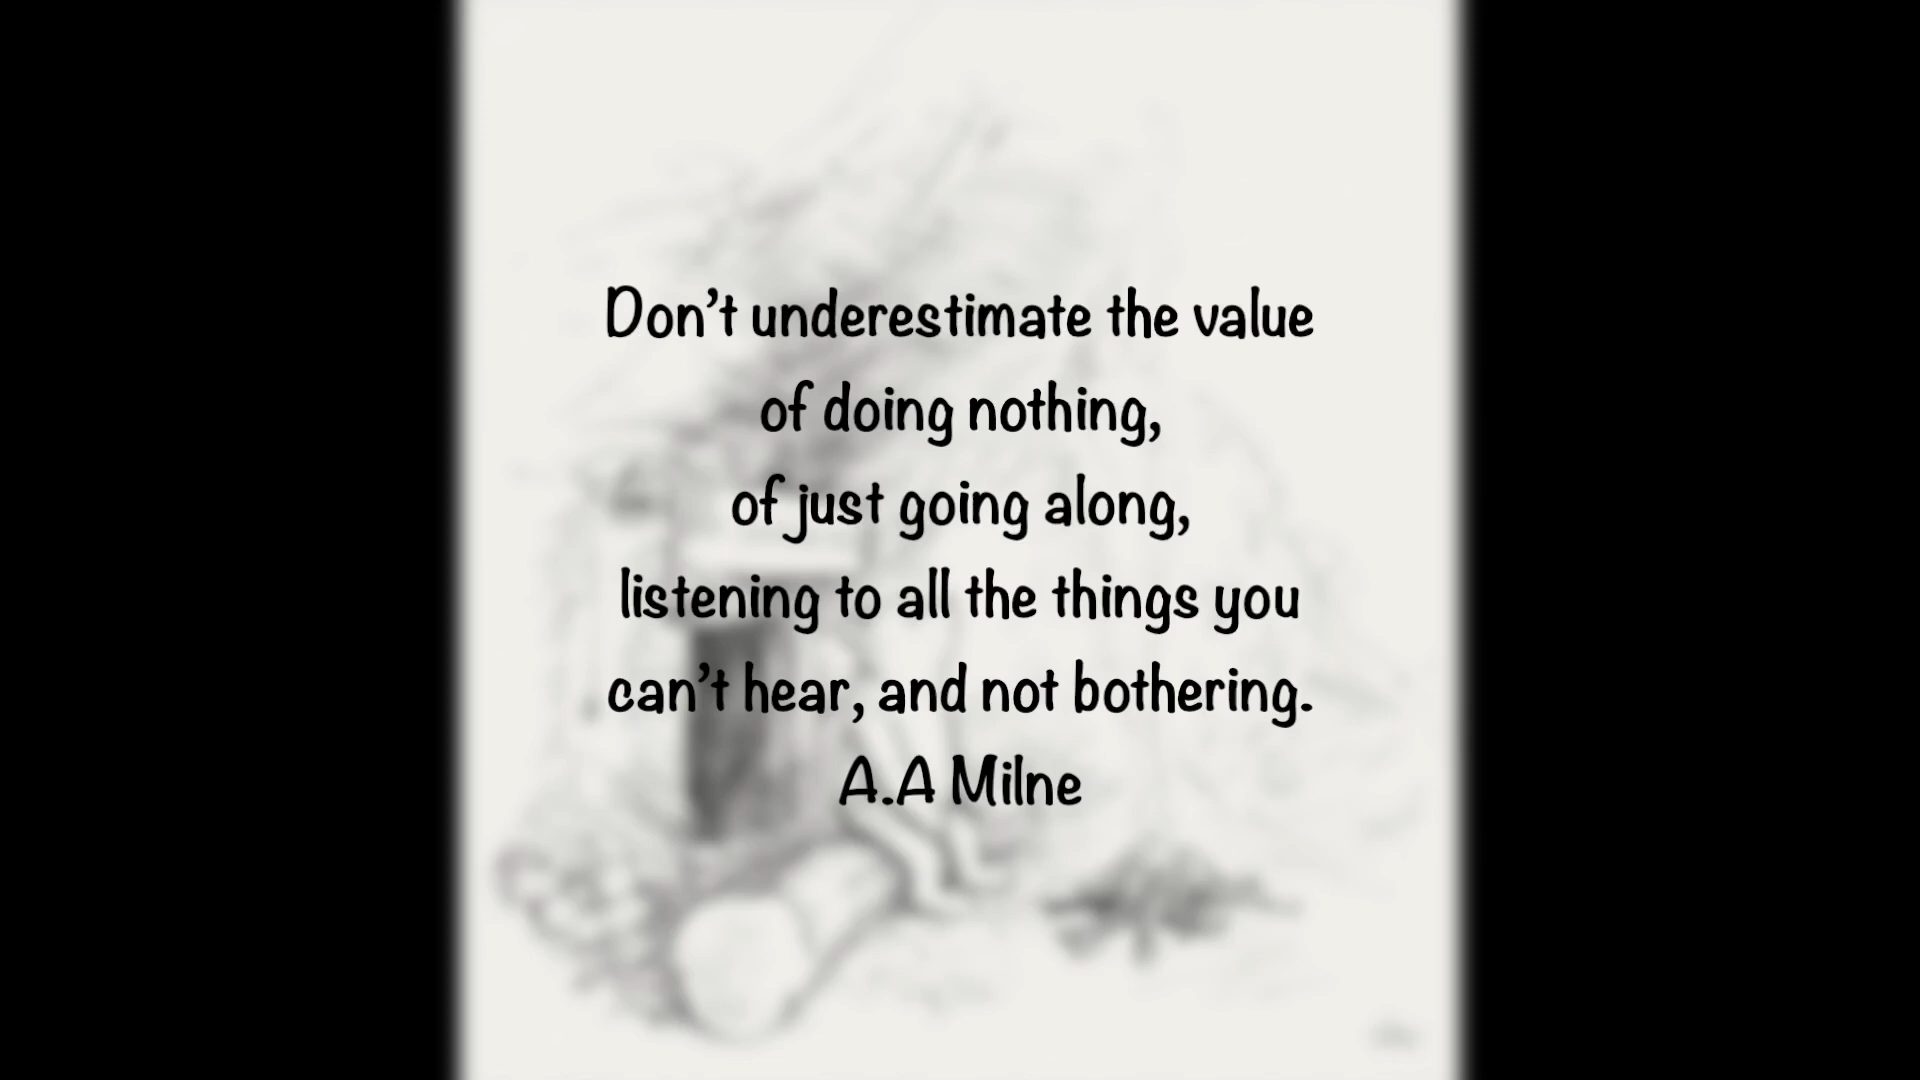 Don’t underestimate the value
of doing nothing,
of just going along,
listening to all the things you
can’t hear, and not bothering.
A.A Milne